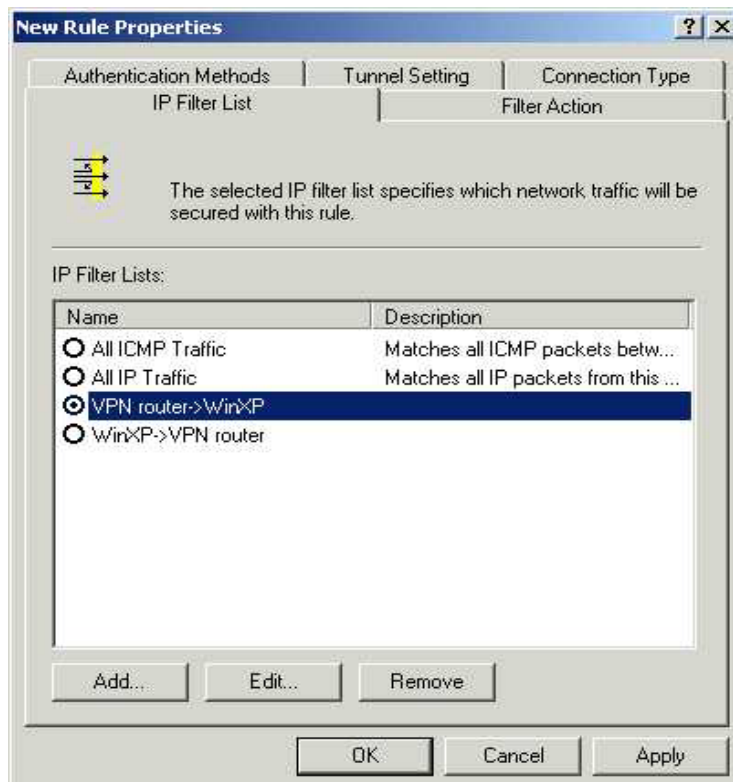 New Rule Properties
Authentication Methods Tunnel Setting Connection Type
IP Filter List Filter Action
The selected IP filter list specifies which network traffic will be
secured with this rule.
IP Filter Lists:
Name Description
All ICMP Traffic Matches all ICMP packets betw...
All IP Traffic Matches all IP packets from this ...
VPN router->WinXP
WinXP->VPN router
Add... Edit... Remove
OK Cancel Apply